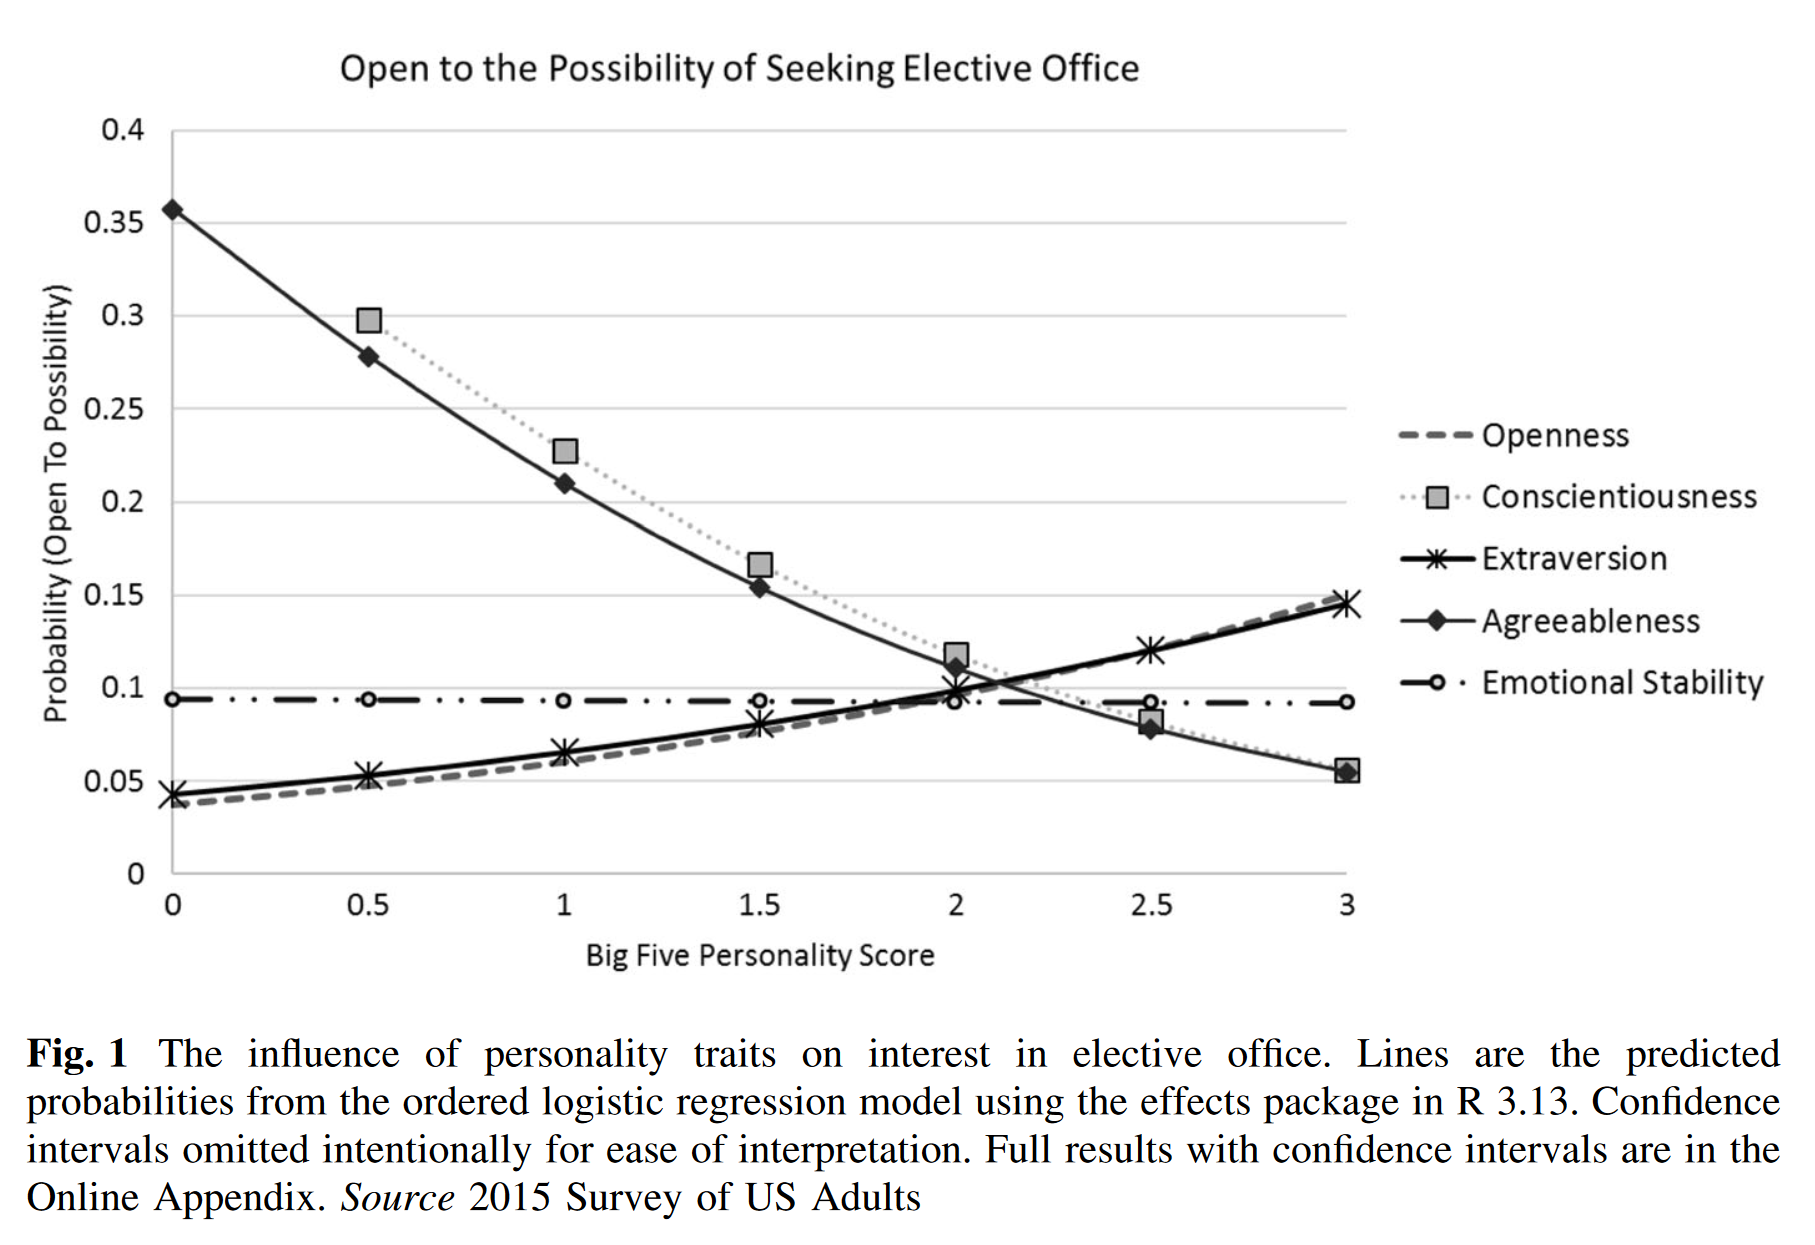 Open to the Possibility of Seeking Elective Office
Probability (Open To Possibility)
0.4
0.35
0.3
0.25
0.2
0.15
0.1
0.05
0
0 0.5 1 1.5 2 2.5 3
Big Five Personality Score
Openness
Conscientiousness
Extraversion
Agreeableness
Emotional Stability
Fig. 1 The influence of personality traits on interest in elective office. Lines are the predicted
probabilities from the ordered logistic regression model using the effects package in R 3.13. Confidence
intervals omitted intentionally for ease of interpretation. Full results with confidence intervals are in the
Online Appendix. Source 2015 Survey of US Adults